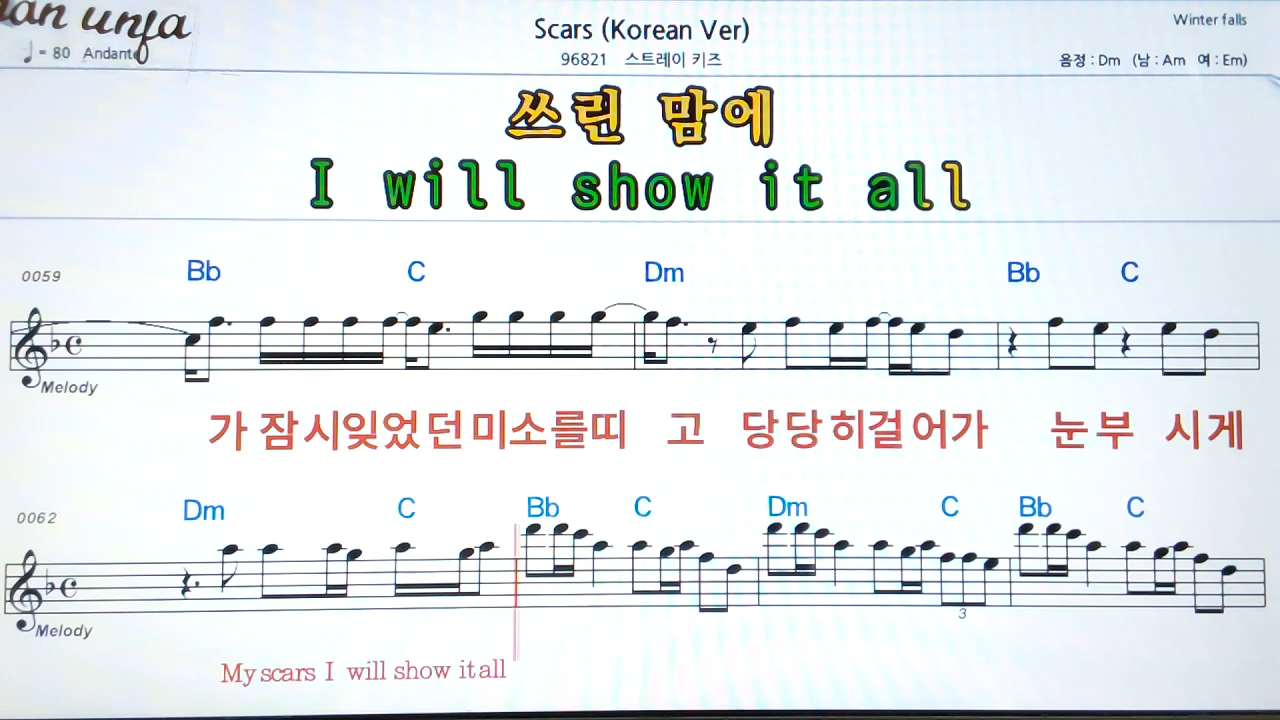 unfa
Scars (Korean Ver)
Winter falls
♩= 80 Andante
96821 스트레이 키즈
음정 : Dm (남 : Am 여 : Em)
쓰린 맘에
I will show it all
0059
Bb C Dm Bb C
Melody
가 잠시잊었던미소를띠 고 당당히걸어가 눈부 시게
0062
Dm C Bb C Dm C Bb C
3
Melody
My scars I will show it all